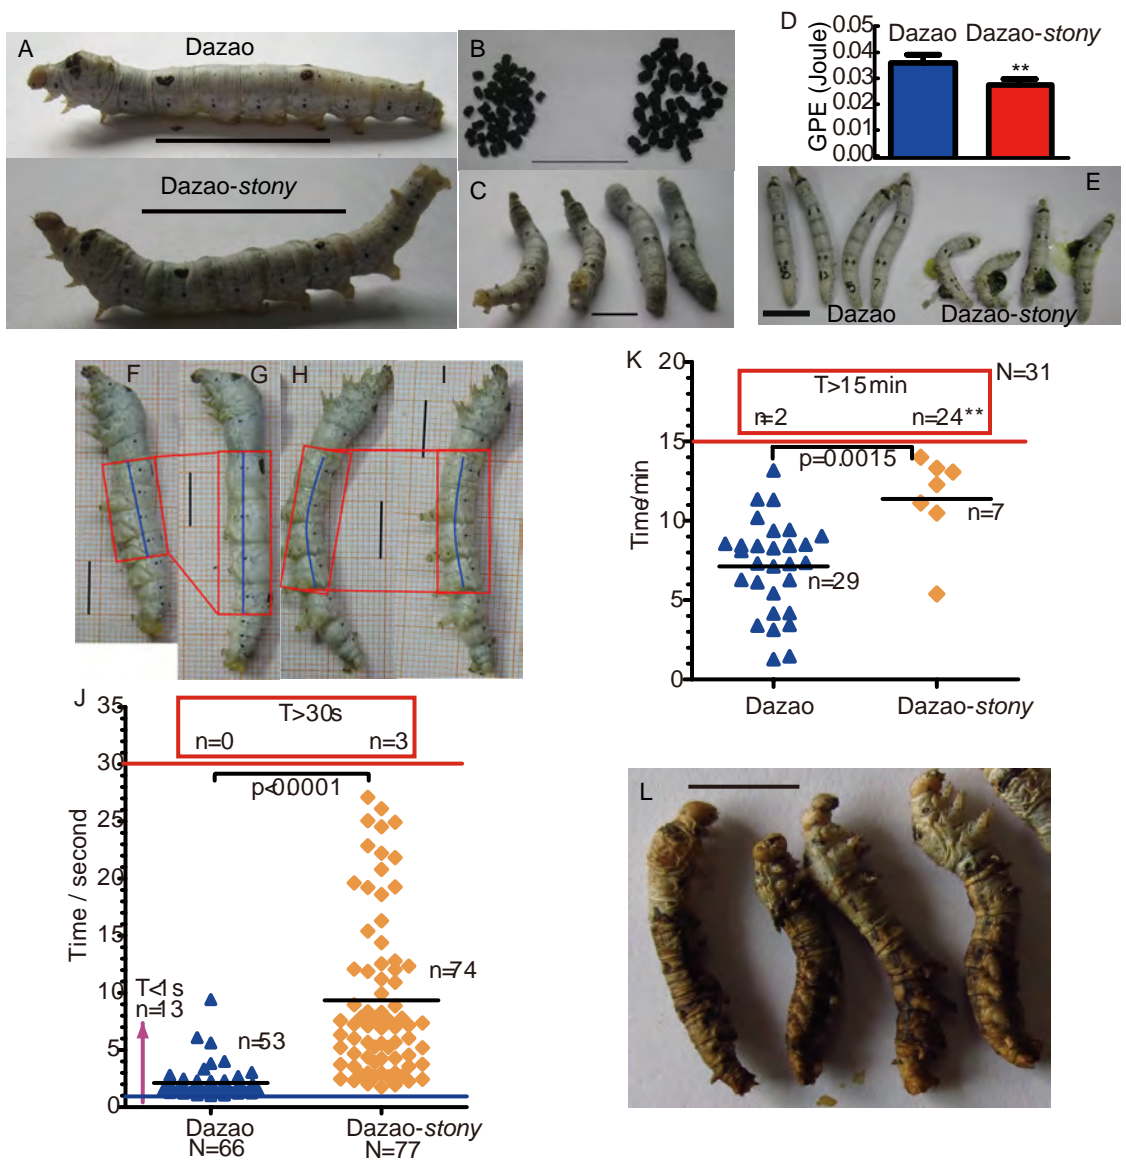 A
Dazao
Dazao-stony
B
C
D
GPE (Joule)
0.05
0.04
0.03
0.02
0.01
0.00
Dazao
Dazao-stony
**
E
Dazao
Dazao-stony
F
G
H
I
K
Time/min
20
15
10
5
0
T>15min
n=2
n=24**
N=31
p=0.0015
n=29
n=7
Dazao
Dazao-stony
J
Time / second
35
30
25
20
15
10
5
0
T>30s
n=0
n=3
p<0.0001
T<1s
n=13
n=53
n=74
Dazao
N=66
Dazao-stony
N=77
L